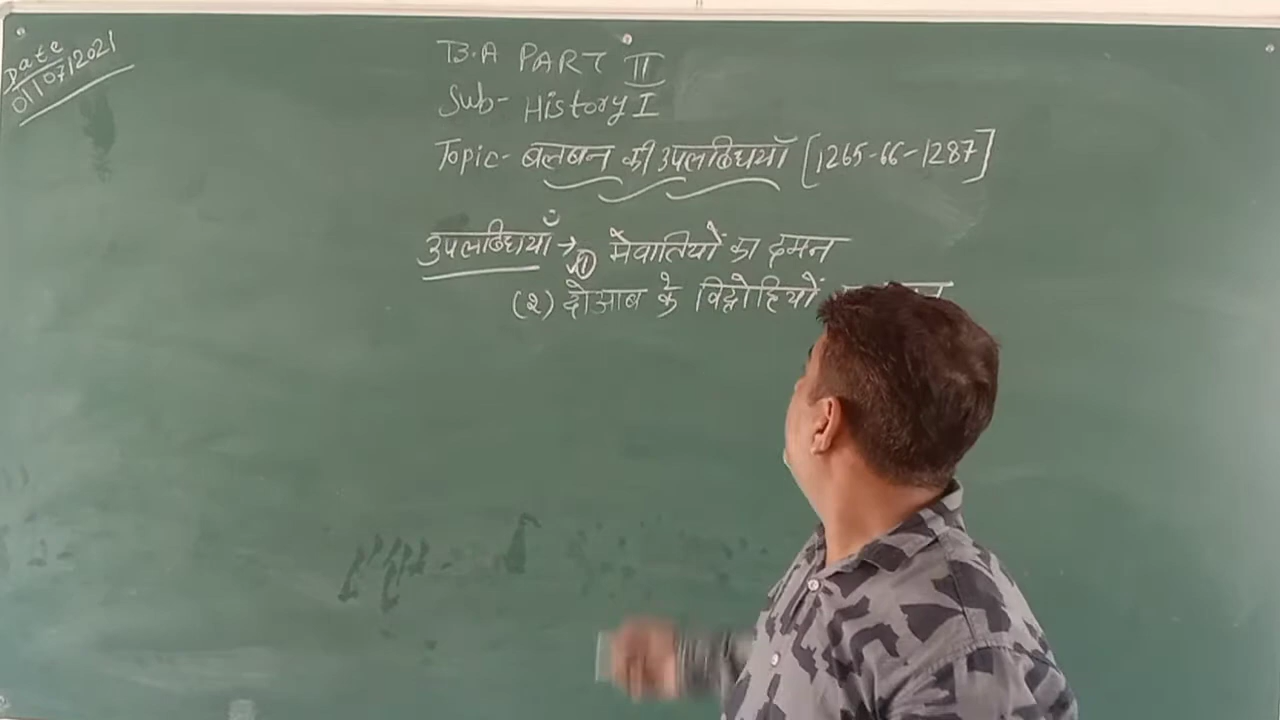 Date
01/07/2021
B.A PART II
Sub- History I
Topic- बलबन की उपलब्धियाँ [1265-66-1287]
उपलब्धियाँ → (1) मेवातियों का दमन
(२) दोआब के विद्रोहियों